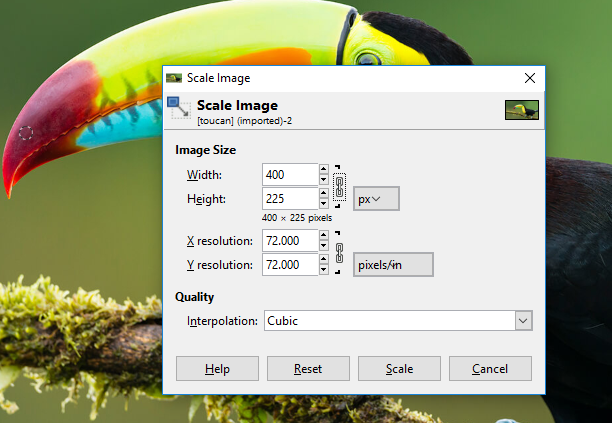 Scale Image
Scale Image
[toucan] (imported)-2
Image Size
Width: 400
Height: 225 px
400 × 225 pixels
X resolution: 72.000
Y resolution: 72.000 pixels/in
Quality
Interpolation: Cubic
Help Reset Scale Cancel